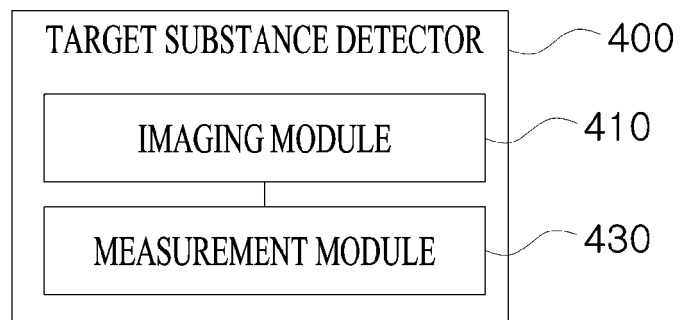 TARGET SUBSTANCE DETECTOR
400
IMAGING MODULE
410
MEASUREMENT MODULE
430